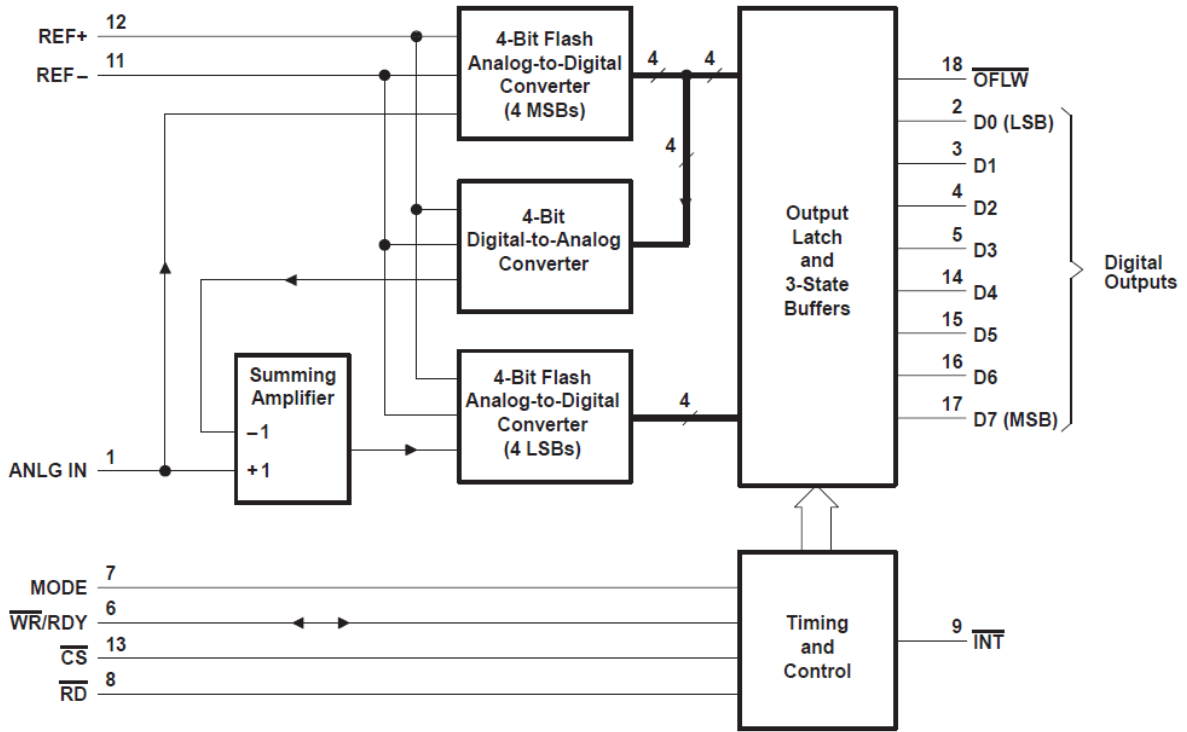 REF+ 12
REF– 11
4-Bit Flash
Analog-to-Digital
Converter
(4 MSBs)
4
4
4
4-Bit
Digital-to-Analog
Converter
Summing
Amplifier
–1
+1
ANLG IN 1
4-Bit Flash
Analog-to-Digital
Converter
(4 LSBs)
4
Output
Latch
and
3-State
Buffers
18 OFLW
2 D0 (LSB)
3 D1
4 D2
5 D3
14 D4
15 D5
16 D6
17 D7 (MSB)
Digital
Outputs
MODE 7
WR/RDY 6
CS 13
RD 8
Timing
and
Control
9 INT